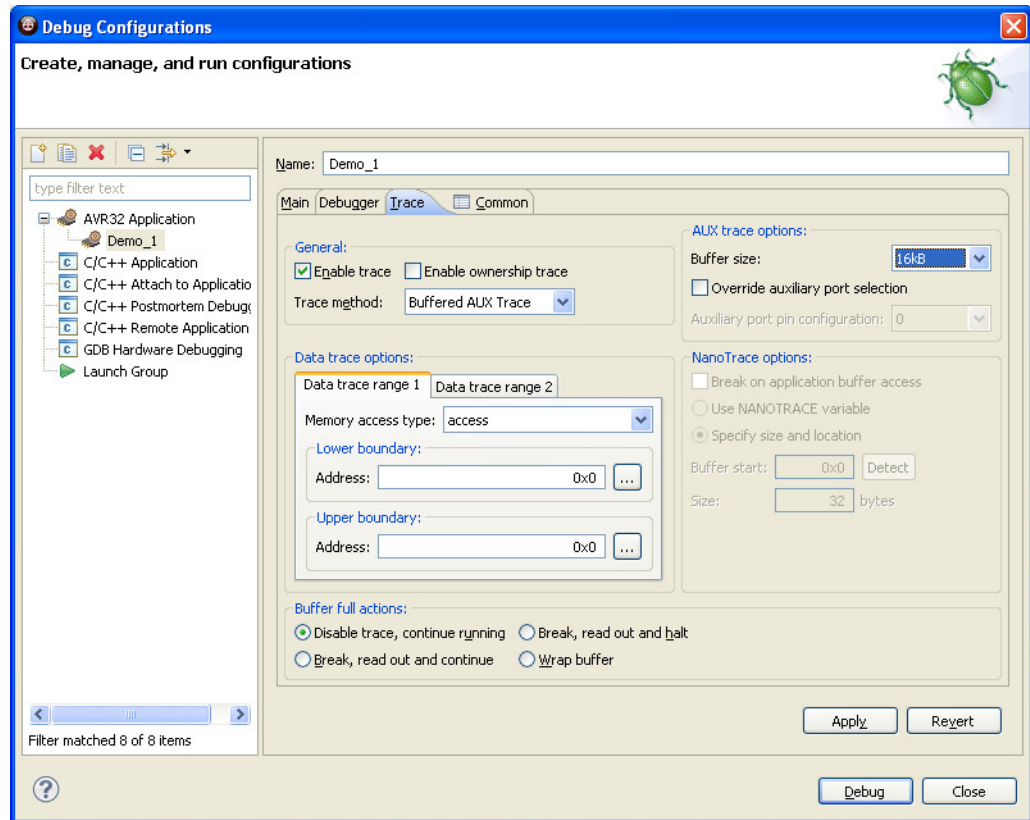 Debug Configurations
Create, manage, and run configurations
type filter text
AVR32 Application
Demo_1
C/C++ Application
C/C++ Attach to Applicatio
C/C++ Postmortem Debugg
C/C++ Remote Application
GDB Hardware Debugging
Launch Group
Filter matched 8 of 8 items
Name: Demo_1
Main Debugger Trace Common
General:
Enable trace Enable ownership trace
Trace method: Buffered AUX Trace
AUX trace options:
Buffer size: 16kB
Override auxiliary port selection
Auxiliary port pin configuration: 0
Data trace options:
Data trace range 1 Data trace range 2
Memory access type: access
Lower boundary:
Address: 0x0 ...
Upper boundary:
Address: 0x0 ...
NanoTrace options:
Break on application buffer access
Use NANOTRACE variable
Specify size and location
Buffer start: 0x0 Detect
Size: 32 bytes
Buffer full actions:
Disable trace, continue running Break, read out and halt
Break, read out and continue Wrap buffer
Apply Revert
? Debug Close